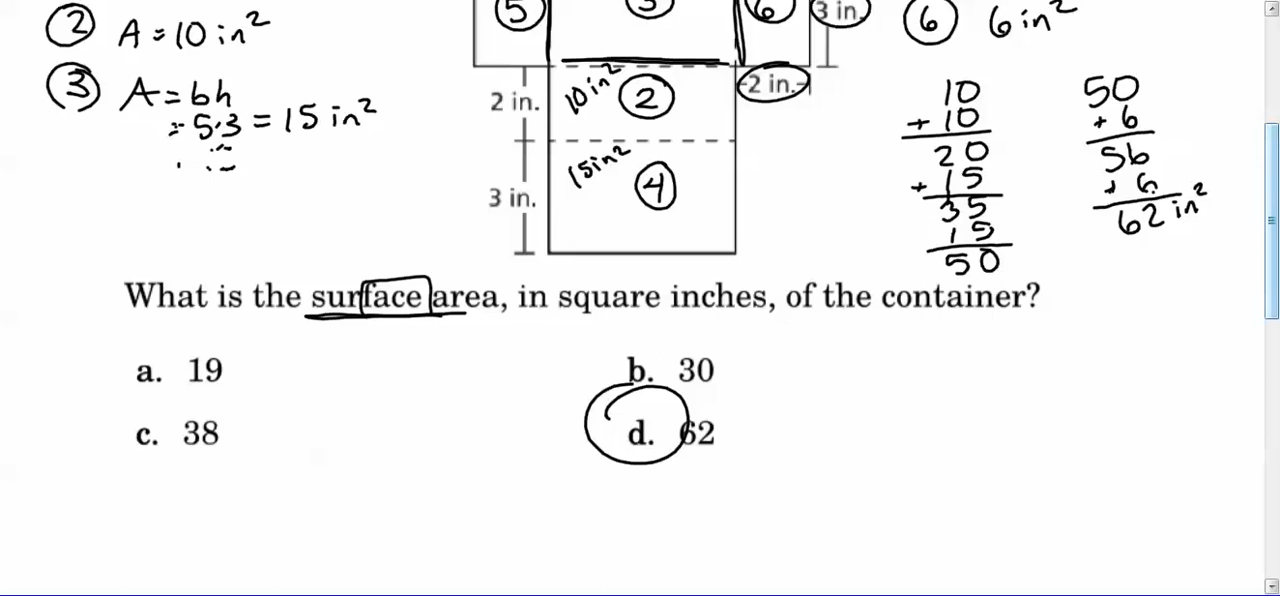 ② A = 10 in²
③ A = bh
= 5·3 = 15 in²
⑤
③
⑥
3 in.
2 in.
2 in.
10 in²
②
3 in.
15 in²
④
⑥ 6 in²
10
+ 10
20
+ 15
35
15
50
50
+ 6
56
+ 6
62 in²
What is the surface area, in square inches, of the container?
a. 19
b. 30
c. 38
d. 62